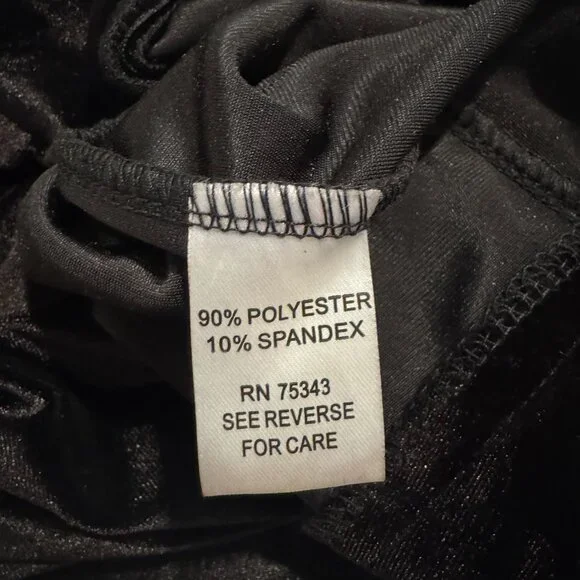 90% POLYESTER
10% SPANDEX
RN 75343
SEE REVERSE
FOR CARE